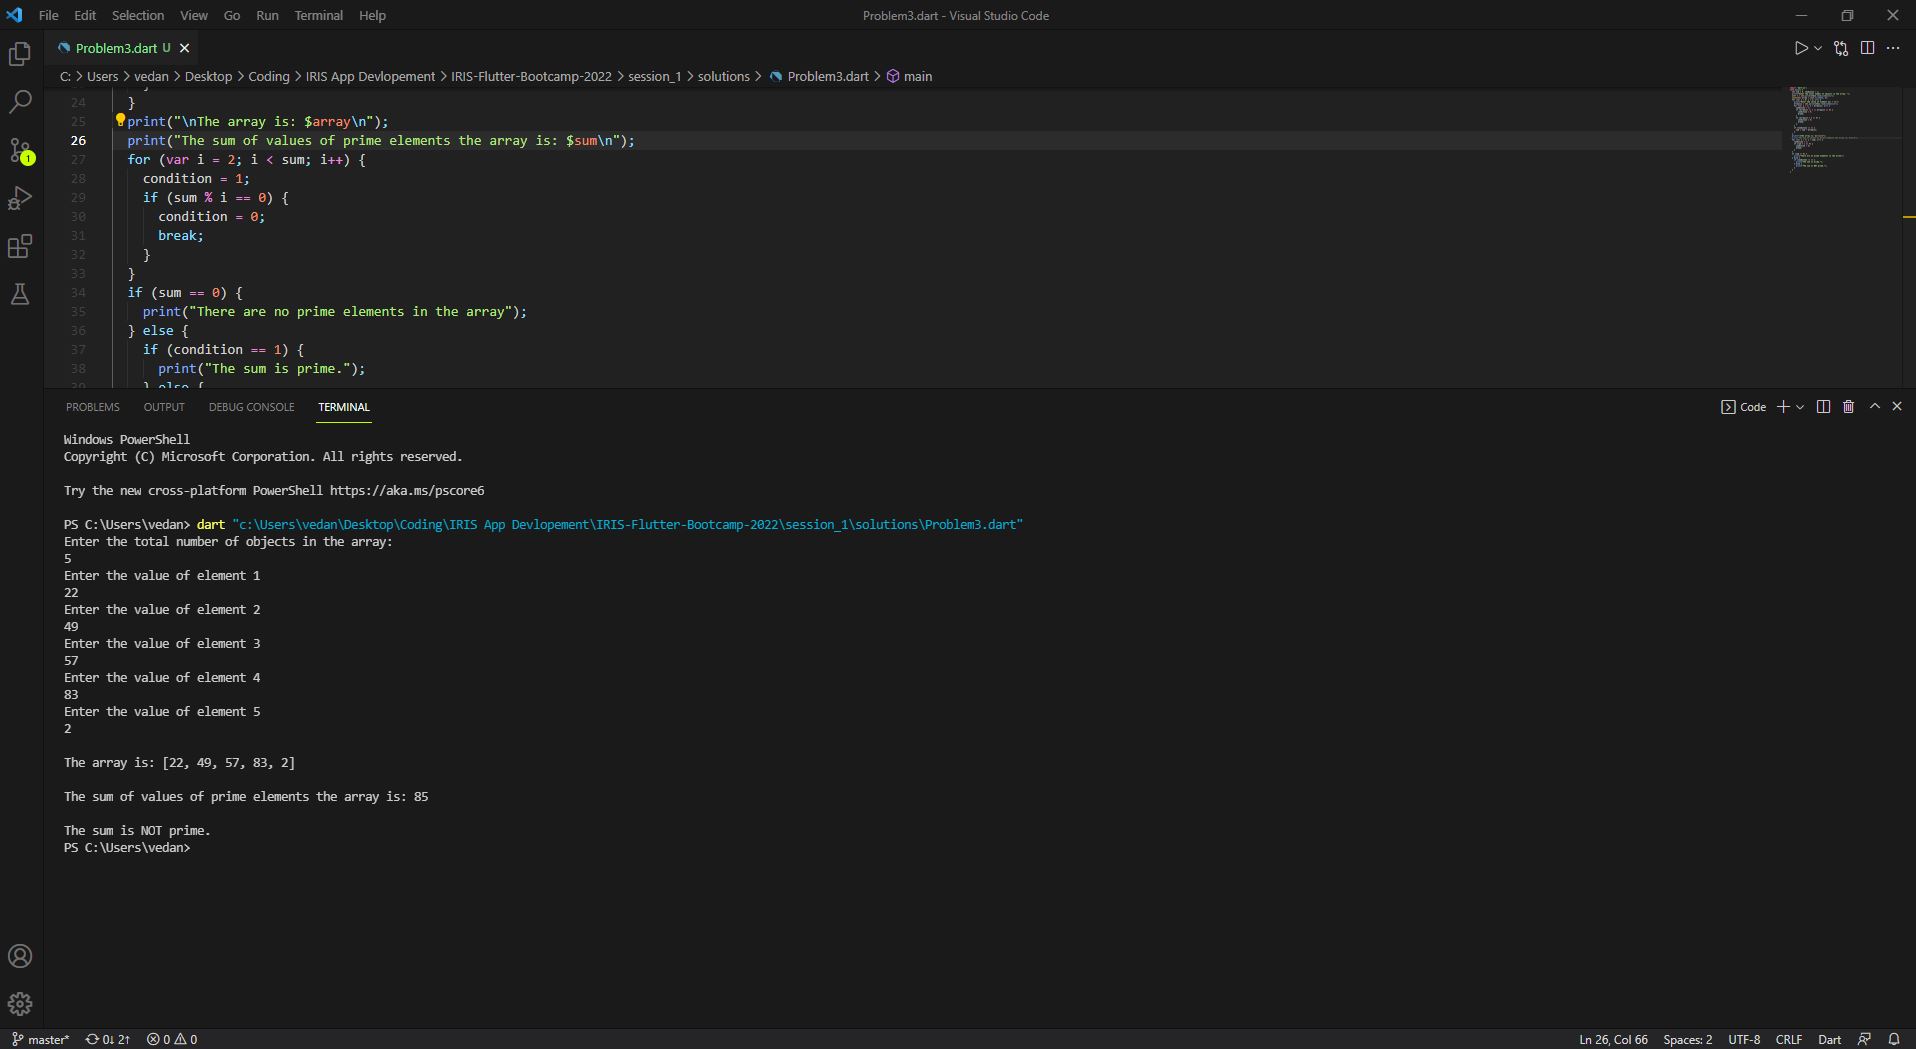 File Edit Selection View Go Run Terminal Help
Problem3.dart - Visual Studio Code
Problem3.dart U
C: > Users > vedan > Desktop > Coding > IRIS App Devlopement > IRIS-Flutter-Bootcamp-2022 > session_1 > solutions > Problem3.dart > main
24 }
25 print("\nThe array is: $array\n");
26 print("The sum of values of prime elements the array is: $sum\n");
27 for (var i = 2; i < sum; i++) {
28 condition = 1;
29 if (sum % i == 0) {
30 condition = 0;
31 break;
32 }
33 }
34 if (sum == 0) {
35 print("There are no prime elements in the array");
36 } else {
37 if (condition == 1) {
38 print("The sum is prime.");
39 } else {
1
PROBLEMS OUTPUT DEBUG CONSOLE TERMINAL
Code
Windows PowerShell
Copyright (C) Microsoft Corporation. All rights reserved.
Try the new cross-platform PowerShell https://aka.ms/pscore6
PS C:\Users\vedan> dart "c:\Users\vedan\Desktop\Coding\IRIS App Devlopement\IRIS-Flutter-Bootcamp-2022\session_1\solutions\Problem3.dart"
Enter the total number of objects in the array:
5
Enter the value of element 1
22
Enter the value of element 2
49
Enter the value of element 3
57
Enter the value of element 4
83
Enter the value of element 5
2
The array is: [22, 49, 57, 83, 2]
The sum of values of prime elements the array is: 85
The sum is NOT prime.
PS C:\Users\vedan>
master* 0↓ 2↑ 0 0
Ln 26, Col 66 Spaces: 2 UTF-8 CRLF Dart